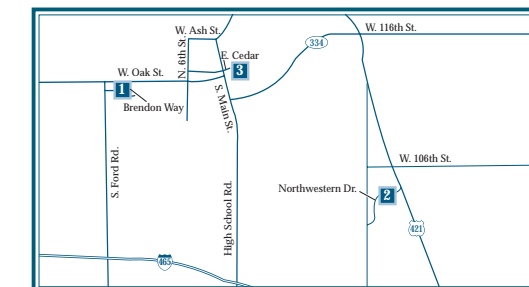 W. Ash St.
W. 116th St.
334
N. 6th St.
E. Cedar
3
W. Oak St.
1
Brendon Way
S. Main St.
S. Ford Rd.
W. 106th St.
Northwestern Dr.
2
High School Rd.
421
465